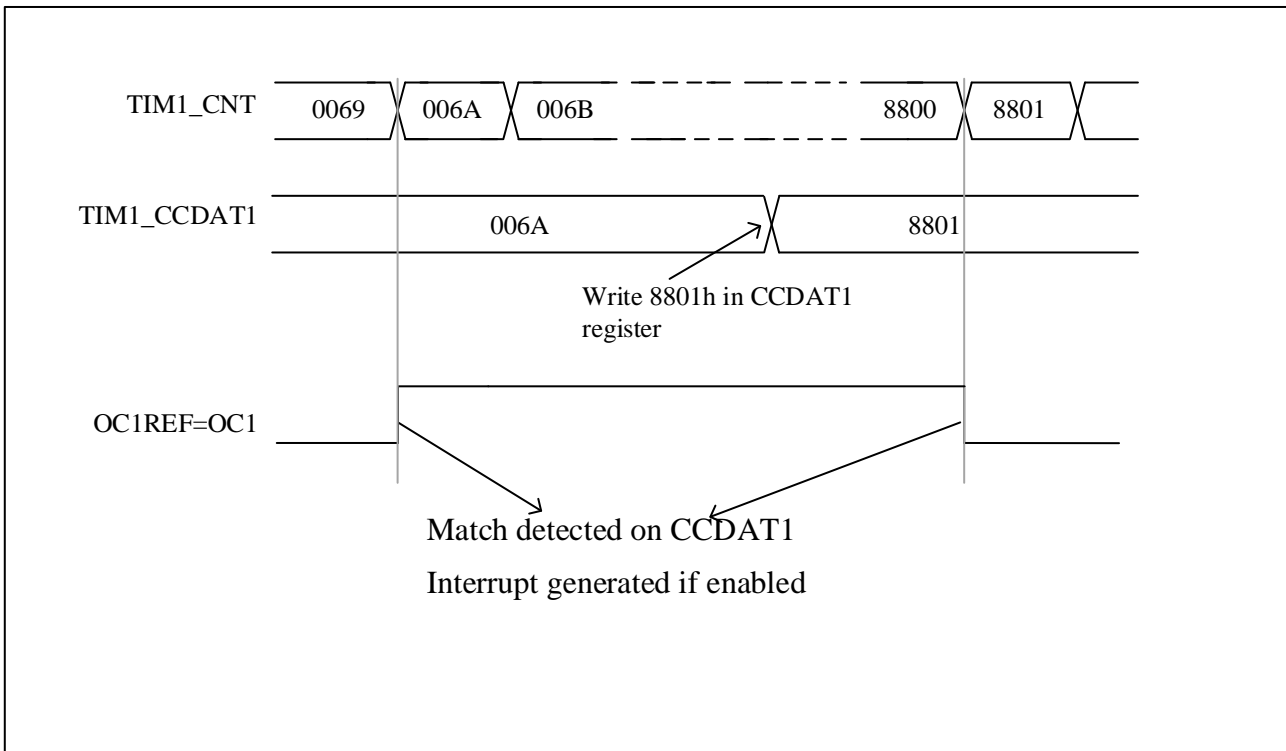 TIM1_CNT 0069 006A 006B 8800 8801
TIM1_CCDAT1 006A 8801
Write 8801h in CCDAT1
register
OC1REF=OC1
Match detected on CCDAT1
Interrupt generated if enabled